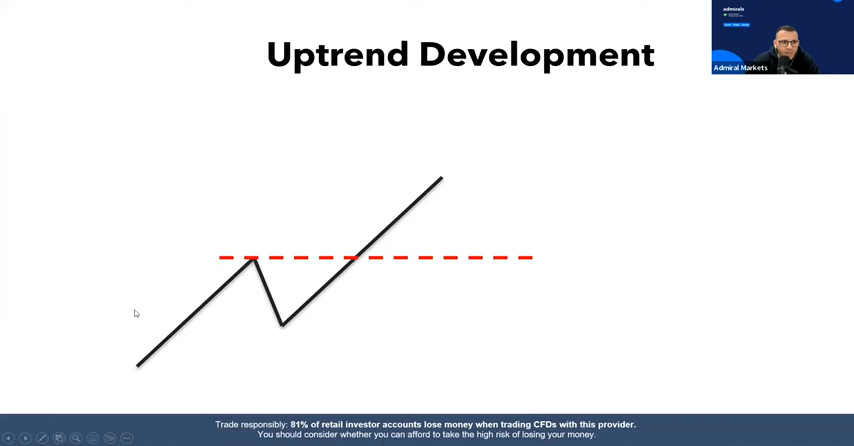 admirals
Uptrend Development
Admiral Markets
Trade responsibly: 81% of retail investor accounts lose money when trading CFDs with this provider.
You should consider whether you can afford to take the high risk of losing your money.